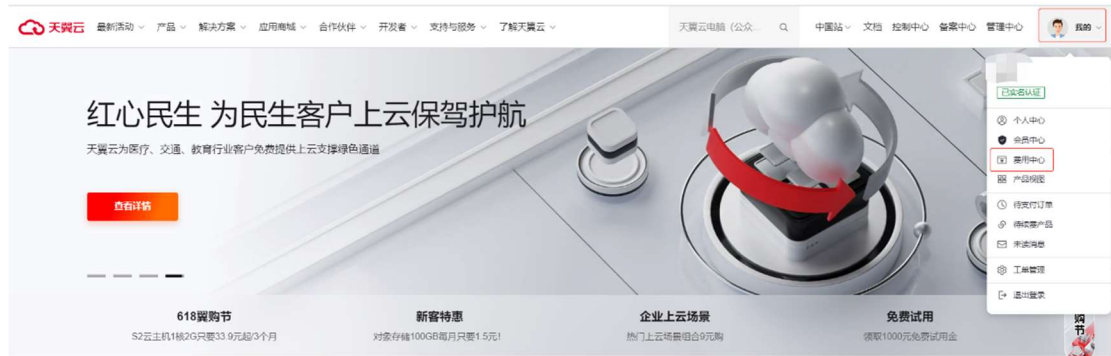 天翼云 最新活动 产品 解决方案 应用商城 合作伙伴 开发者 支持与服务 了解天翼云 天翼云电脑（公众... 中国站 文档 控制中心 备案中心 管理中心 我的
已实名认证
个人中心
会员中心
费用中心
产品视图
待支付订单
待续费产品
未读消息
工单管理
退出登录
红心民生 为民生客户上云保驾护航
天翼云为医疗、交通、教育行业客户免费提供上云支撑绿色通道
查看详情
618翼购节 新客特惠 企业上云场景 免费试用
S2云主机1核2G只要33.9元起/3个月 对象存储100GB每月只要1.5元! 热门上云场景组合9元购 领取1000元免费试用金
购
节